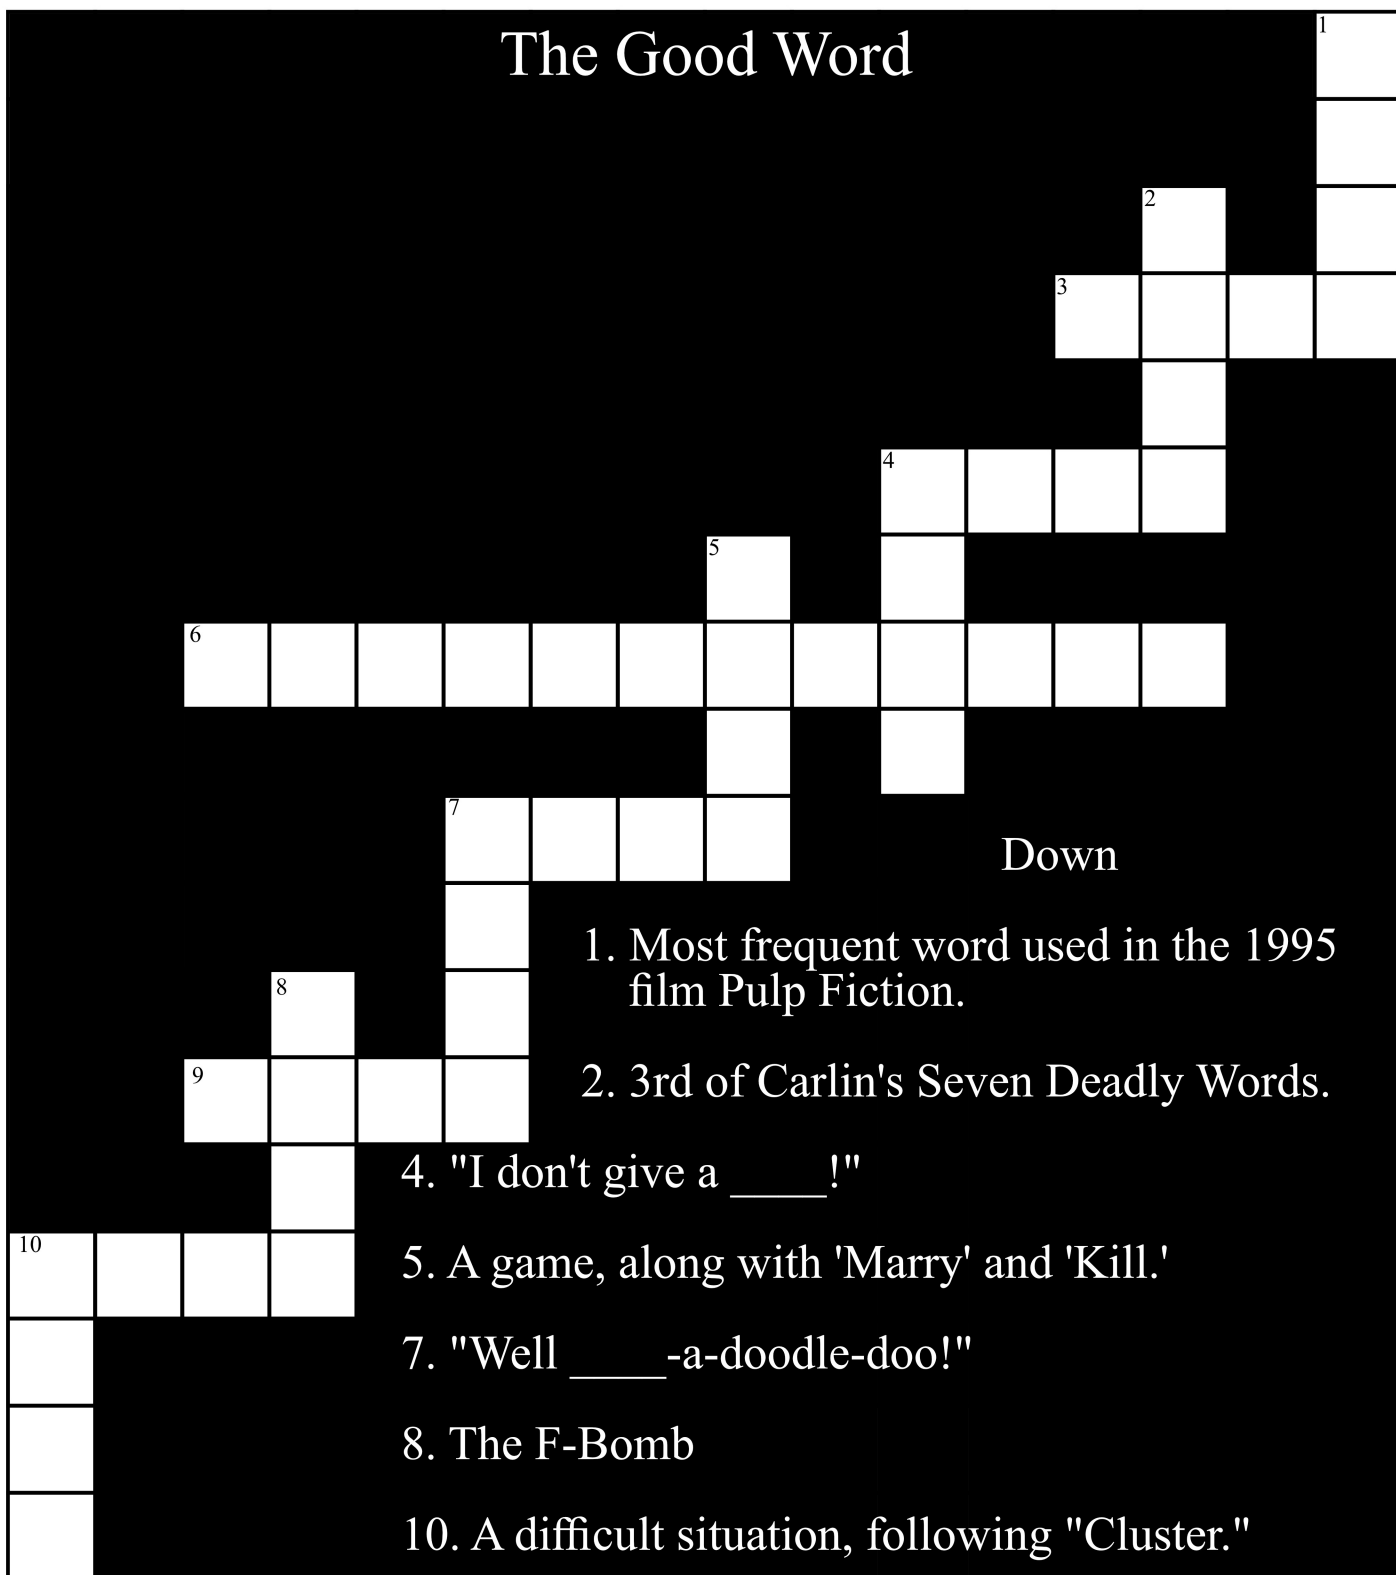 The Good Word
1
2
3
4
5
6
7
Down
1. Most frequent word used in the 1995
film Pulp Fiction.
8
2. 3rd of Carlin's Seven Deadly Words.
9
4. "I don't give a ____!"
10
5. A game, along with 'Marry' and 'Kill.'
7. "Well ____-a-doodle-doo!"
8. The F-Bomb
10. A difficult situation, following "Cluster."